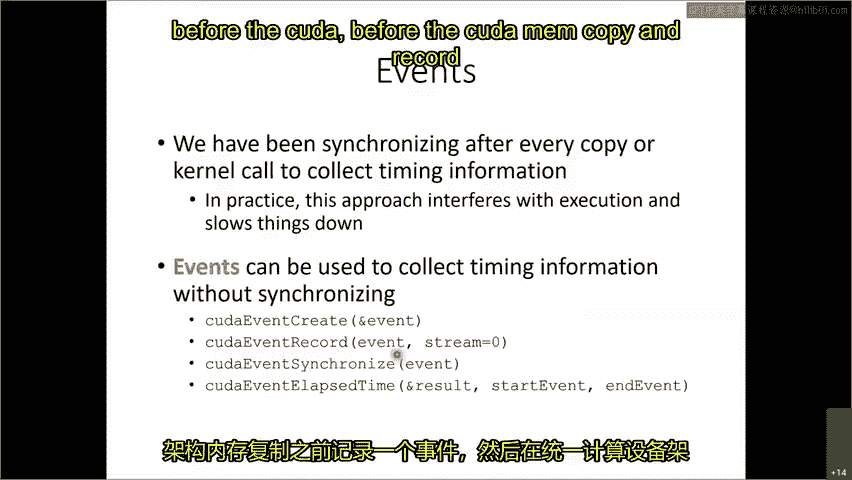 before the cuda, before the cuda mem copy and
record
Events
• We have been synchronizing after every copy or
kernel call to collect timing information
• In practice, this approach interferes with execution and
slows things down
• Events can be used to collect timing information
without synchronizing
• cudaEventCreate(&event)
• cudaEventRecord(event, stream=0)
• cudaEventSynchronize(event)
• cudaEventElapsedTime(&result, startEvent, endEvent)
架构内存复制之前记录一个事件，然后在统一计算设备架
+14